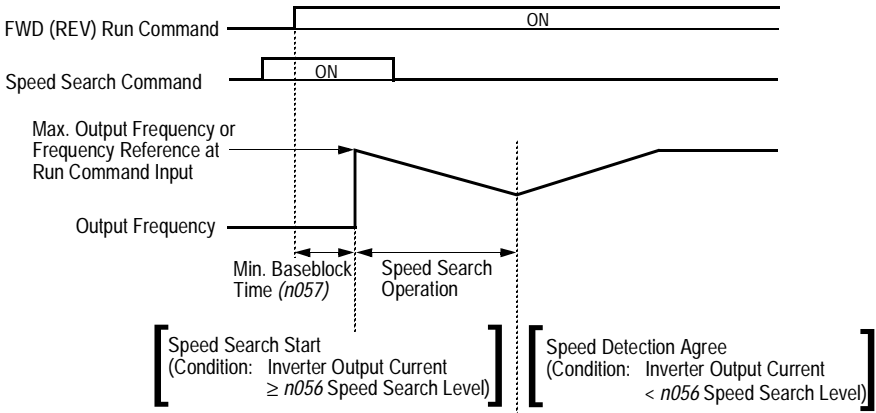 FWD (REV) Run Command
ON
Speed Search Command
ON
Max. Output Frequency or
Frequency Reference at
Run Command Input
Output Frequency
Min. Baseblock
Time (n057)
Speed Search
Operation
Speed Search Start
(Condition: Inverter Output Current
≥ n056 Speed Search Level)
Speed Detection Agree
(Condition: Inverter Output Current
< n056 Speed Search Level)